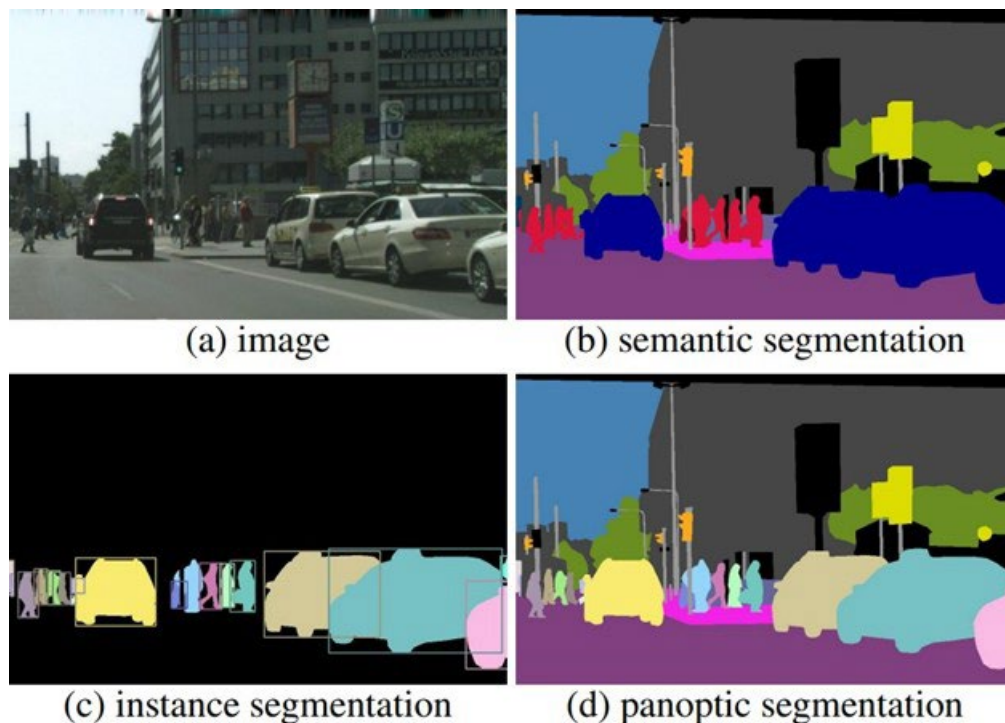 S
U
(a) image
(b) semantic segmentation
(c) instance segmentation
(d) panoptic segmentation